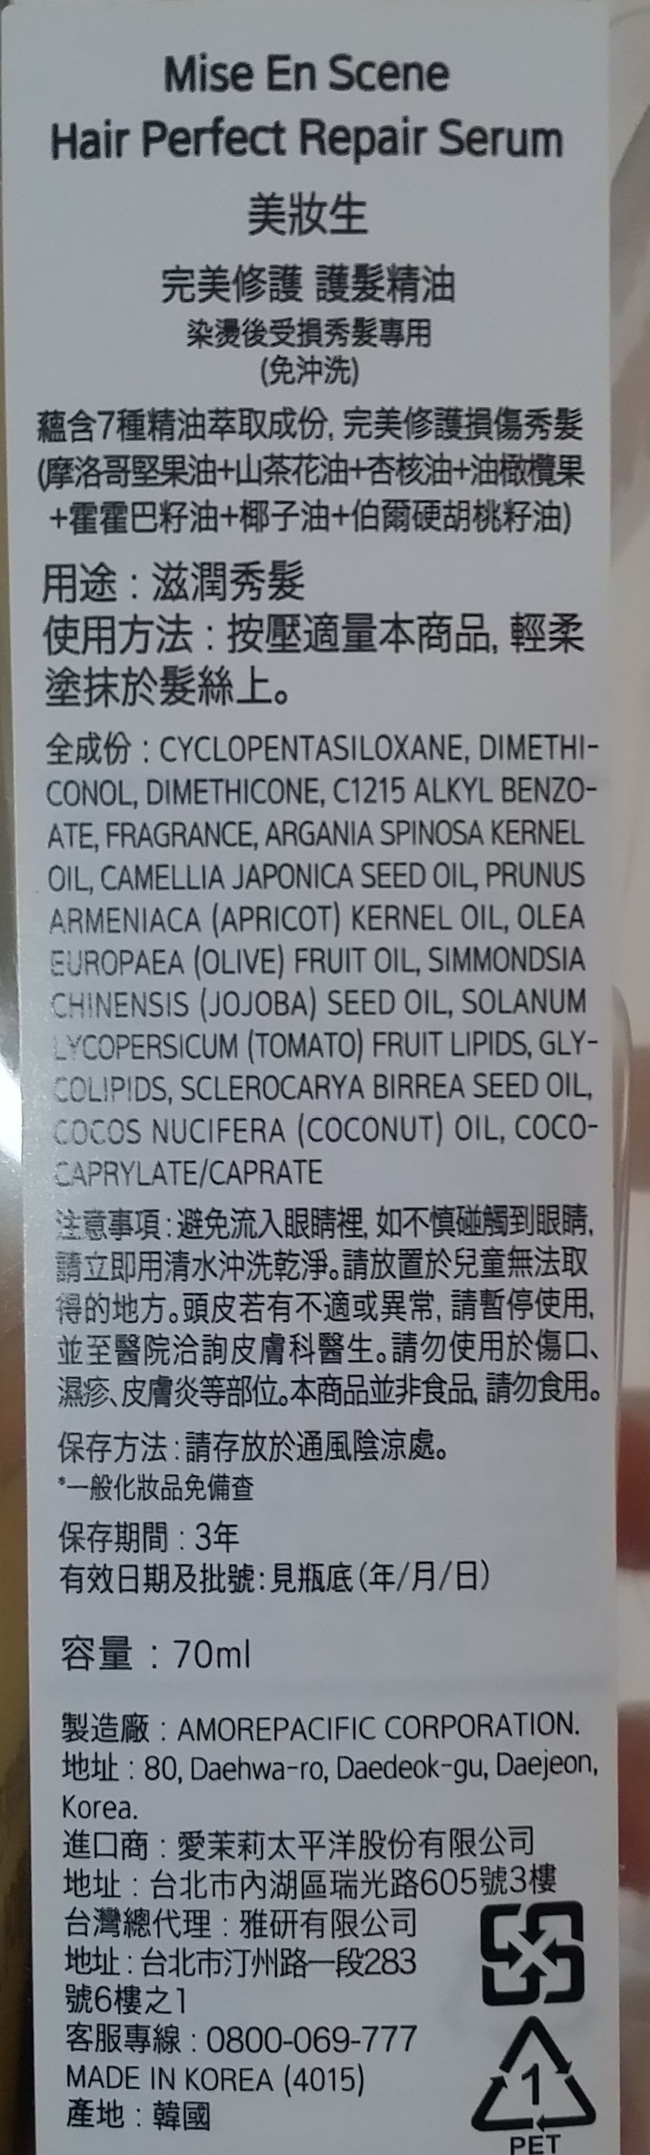 Mise En Scene
Hair Perfect Repair Serum
美妝生
完美修護 護髮精油
染燙後受損秀髮專用
(免沖洗)
蘊含7種精油萃取成份, 完美修護損傷秀髮
(摩洛哥堅果油+山茶花油+杏核油+油橄欖果
+霍霍巴籽油+椰子油+伯爾硬胡桃籽油)
用途 : 滋潤秀髮
使用方法 : 按壓適量本商品, 輕柔
塗抹於髮絲上。
全成份 : CYCLOPENTASILOXANE, DIMETHI-
CONOL, DIMETHICONE, C1215 ALKYL BENZO-
ATE, FRAGRANCE, ARGANIA SPINOSA KERNEL
OIL, CAMELLIA JAPONICA SEED OIL, PRUNUS
ARMENIACA (APRICOT) KERNEL OIL, OLEA
EUROPAEA (OLIVE) FRUIT OIL, SIMMONDSIA
CHINENSIS (JOJOBA) SEED OIL, SOLANUM
LYCOPERSICUM (TOMATO) FRUIT LIPIDS, GLY-
COLIPIDS, SCLEROCARYA BIRREA SEED OIL,
COCOS NUCIFERA (COCONUT) OIL, COCO-
CAPRYLATE/CAPRATE
注意事項 : 避免流入眼睛裡, 如不慎碰觸到眼睛,
請立即用清水沖洗乾淨。請放置於兒童無法取
得的地方。頭皮若有不適或異常, 請暫停使用,
並至醫院洽詢皮膚科醫生。請勿使用於傷口、
濕疹、皮膚炎等部位。本商品並非食品, 請勿食用。
保存方法 : 請存放於通風陰涼處。
*一般化妝品免備查
保存期間 : 3年
有效日期及批號: 見瓶底 (年/月/日)
容量 : 70ml
製造廠 : AMOREPACIFIC CORPORATION.
地址 : 80, Daehwa-ro, Daedeok-gu, Daejeon,
Korea.
進口商 : 愛茉莉太平洋股份有限公司
地址 : 台北市內湖區瑞光路605號3樓
台灣總代理 : 雅研有限公司
地址 : 台北市汀州路一段283
號6樓之1
客服專線 : 0800-069-777
MADE IN KOREA (4015)
產地 : 韓國
1
PET